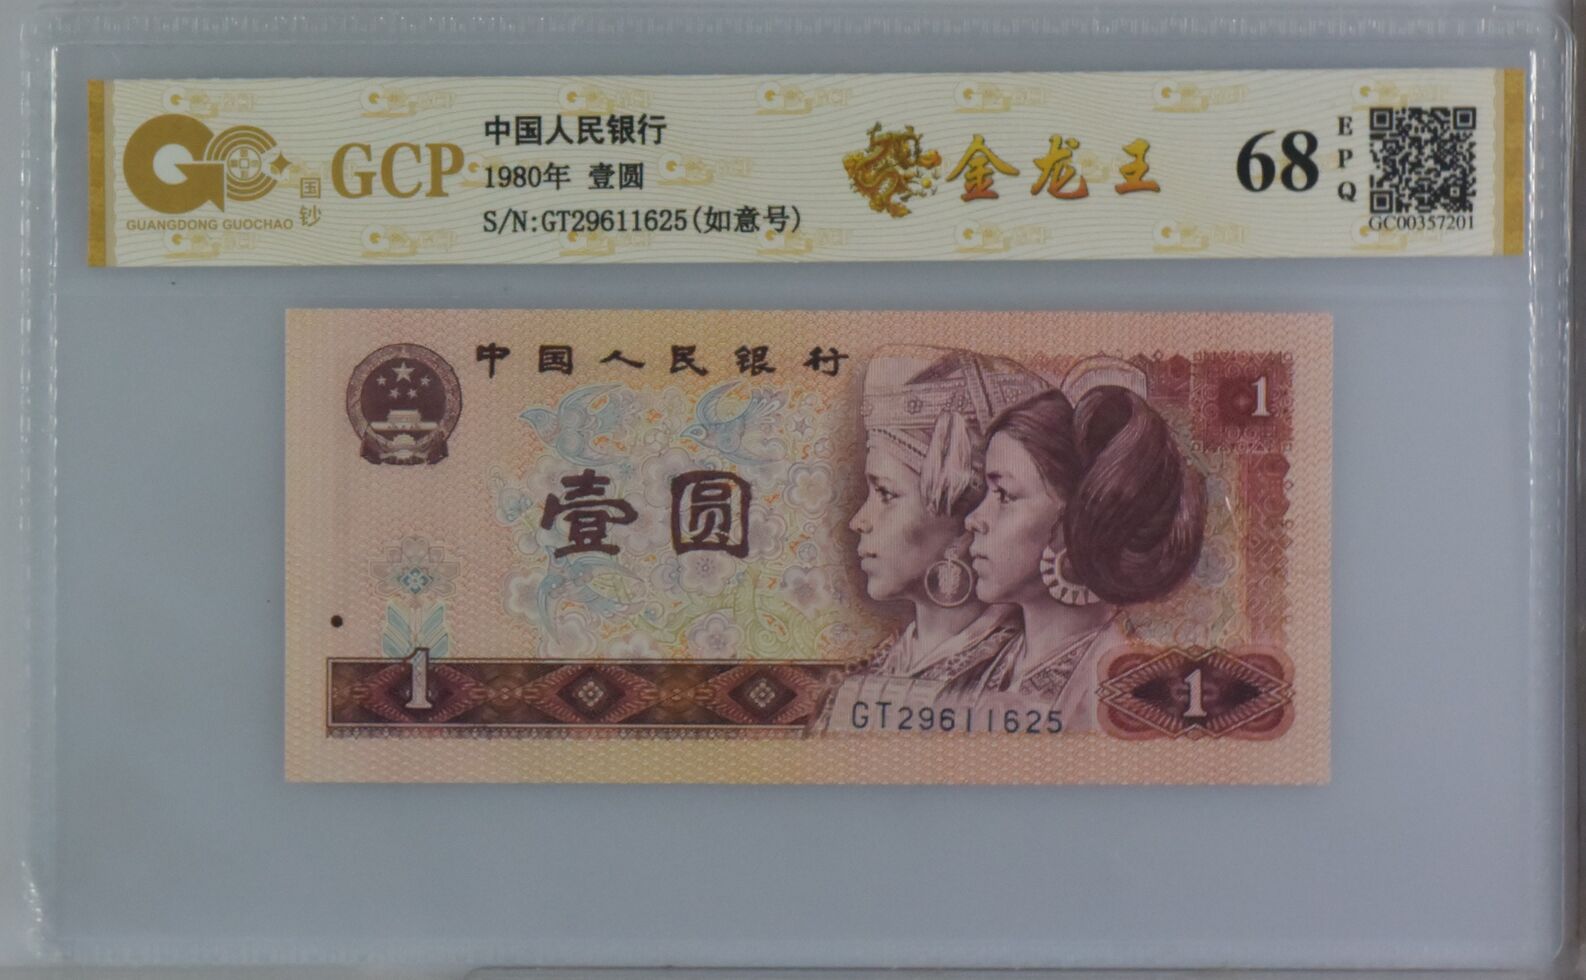 GUANGDONG GUOCHAO
国钞
GCP
中国人民银行
1980年 壹圆
S/N:GT29611625(如意号)
金龙王
68
EPQ
GC00357201
中国人民银行
1
壹圆
1
GT29611625
1